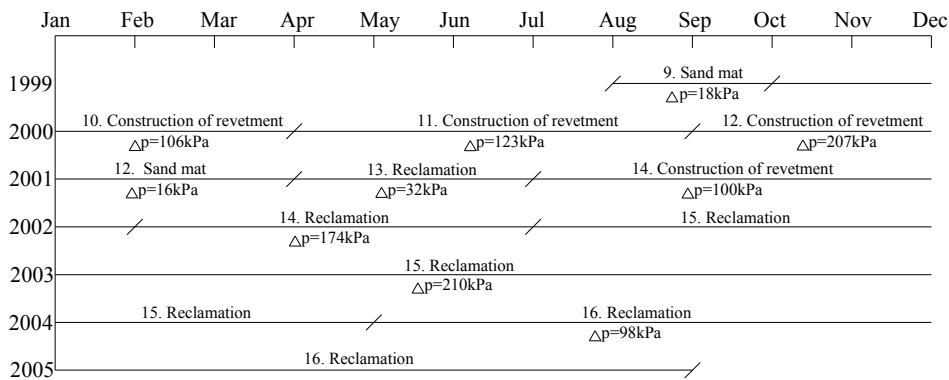 Jan Feb Mar Apr May Jun Jul Aug Sep Oct Nov Dec
1999 9. Sand mat
△p=18kPa
10. Construction of revetment 11. Construction of revetment 12. Construction of revetment
2000
△p=106kPa △p=123kPa △p=207kPa
12. Sand mat 13. Reclamation 14. Construction of revetment
2001
△p=16kPa △p=32kPa △p=100kPa
14. Reclamation 15. Reclamation
2002
△p=174kPa
15. Reclamation
2003
△p=210kPa
15. Reclamation 16. Reclamation
2004
△p=98kPa
16. Reclamation
2005